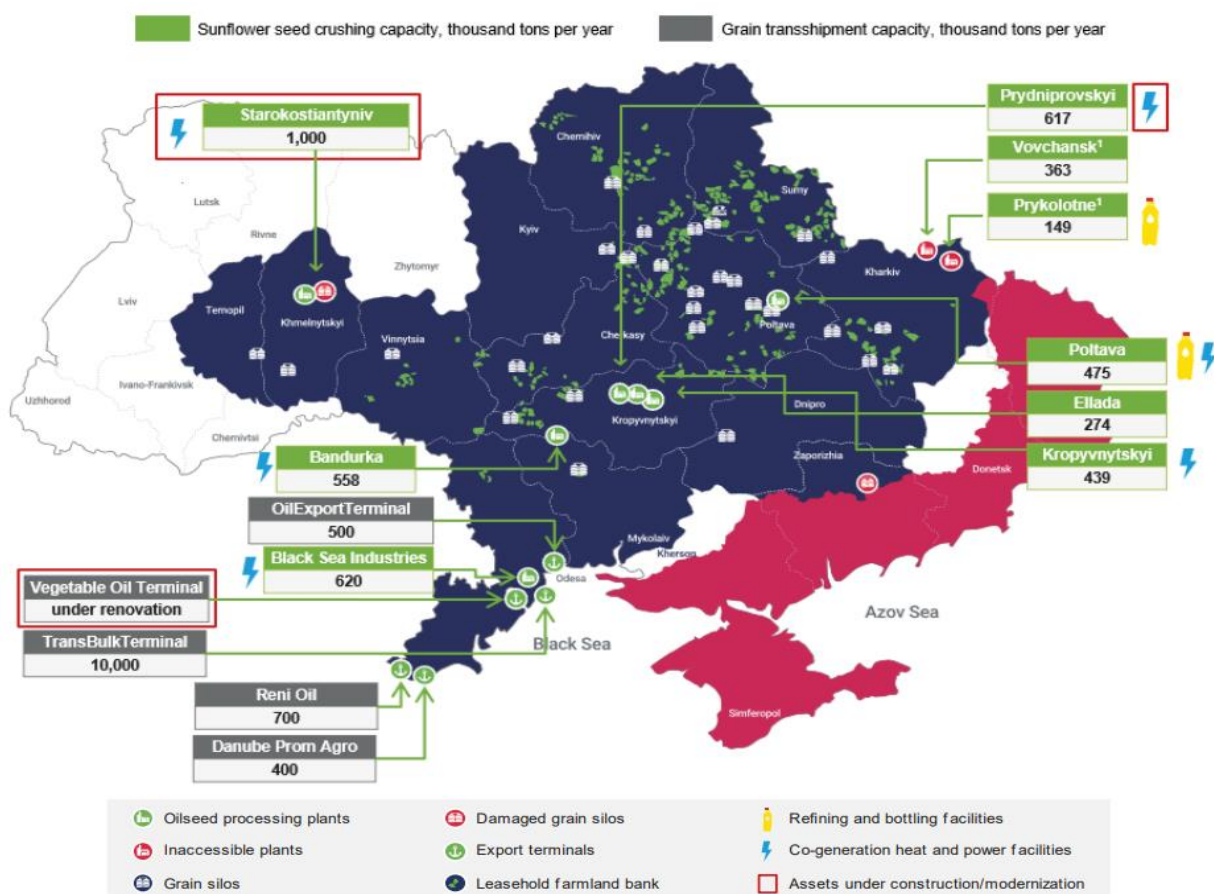 Sunflower seed crushing capacity, thousand tons per year
Grain transshipment capacity, thousand tons per year
Starokostiantyniv
1,000
Prydniprovskyi
617
Vovchansk¹
363
Prykolotne¹
149
Chernihiv
Sumy
Lutsk
Rivne
Kyiv
Zhytomyr
Kharkiv
Lviv
Ternopil
Khmelnytskyi
Vinnytsia
Cherkasy
Poltava
Poltava
475
Ellada
274
Kropyvnytskyi
439
Ivano-Frankivsk
Uzhhorod
Chernivtsi
Kropyvnytskyi
Dnipro
Zaporizhia
Donetsk
Bandurka
558
OilExportTerminal
500
Mykolaiv
Kherson
Black Sea Industries
620
Odesa
Vegetable Oil Terminal
under renovation
TransBulkTerminal
10,000
Black Sea
Azov Sea
Reni Oil
700
Simferopol
Danube Prom Agro
400
Oilseed processing plants
Damaged grain silos
Refining and bottling facilities
Inaccessible plants
Export terminals
Co-generation heat and power facilities
Grain silos
Leasehold farmland bank
Assets under construction/modernization